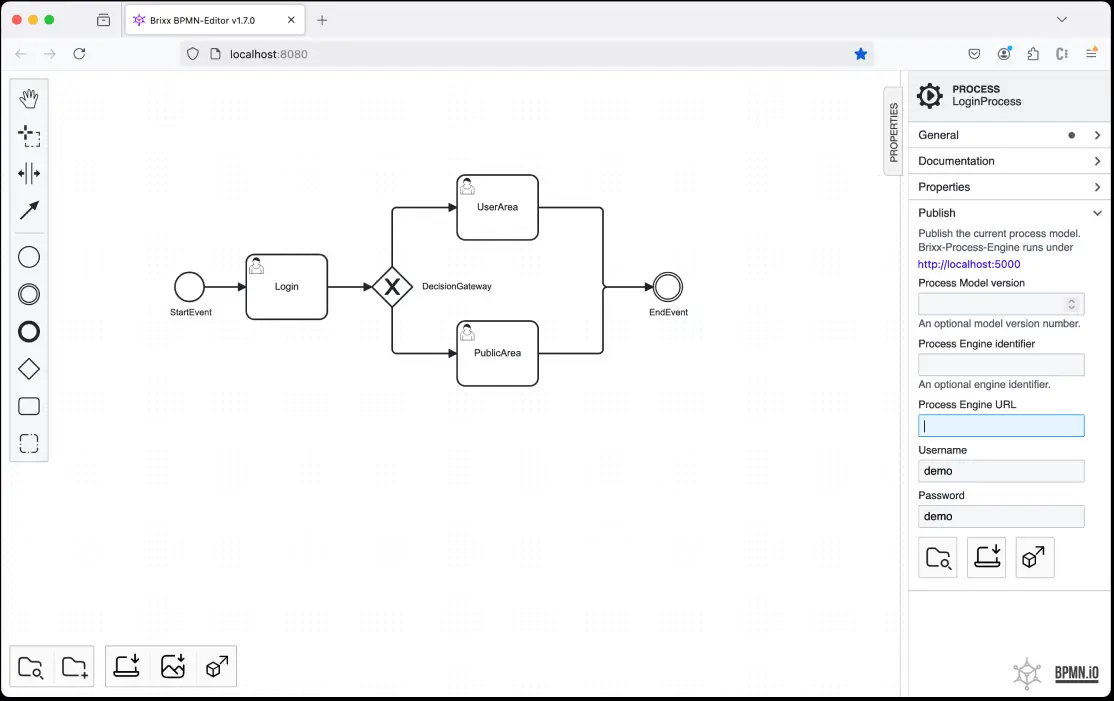 Brixx BPMN-Editor v1.7.0
localhost:8080
PROPERTIES
PROCESS
LoginProcess
General
Documentation
Properties
Publish
Publish the current process model.
Brixx-Process-Engine runs under
http://localhost:5000
Process Model version
An optional model version number.
Process Engine identifier
An optional engine identifier.
Process Engine URL
Username
demo
Password
demo
StartEvent
Login
DecisionGateway
UserArea
PublicArea
EndEvent
BPMN.iO